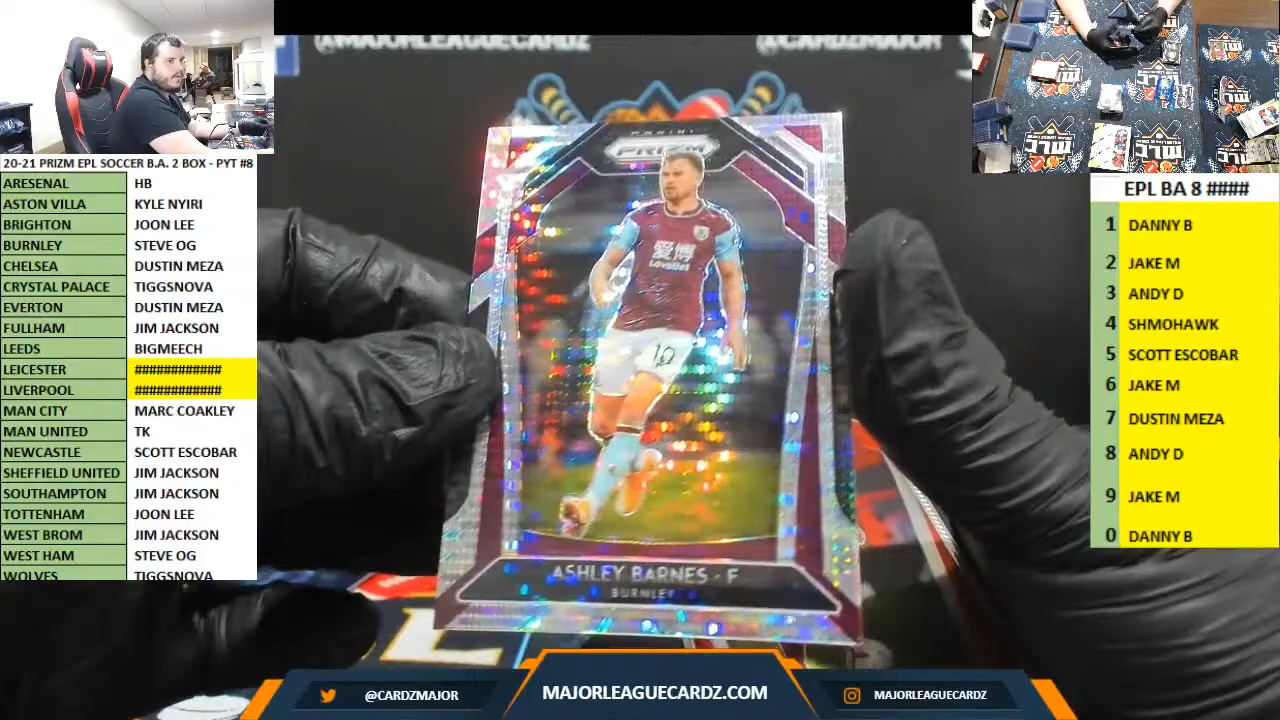 @MAJORLEAGUECARDZ
@CARDZMAJOR
20-21 PRIZM EPL SOCCER B.A. 2 BOX - PYT #8
ARESENAL HB
ASTON VILLA KYLE NYIRI
BRIGHTON JOON LEE
BURNLEY STEVE OG
CHELSEA DUSTIN MEZA
CRYSTAL PALACE TIGGSNOVA
EVERTON DUSTIN MEZA
FULLHAM JIM JACKSON
LEEDS BIGMEECH
LEICESTER ############
LIVERPOOL ############
MAN CITY MARC COAKLEY
MAN UNITED TK
NEWCASTLE SCOTT ESCOBAR
SHEFFIELD UNITED JIM JACKSON
SOUTHAMPTON JIM JACKSON
TOTTENHAM JOON LEE
WEST BROM JIM JACKSON
WEST HAM STEVE OG
WOLVES TIGGSNOVA
PANINI
PRIZM
爱博
LoveBet
10
ASHLEY BARNES - F
BURNLEY
EPL BA 8 ####
1 DANNY B
2 JAKE M
3 ANDY D
4 SHMOHAWK
5 SCOTT ESCOBAR
6 JAKE M
7 DUSTIN MEZA
8 ANDY D
9 JAKE M
0 DANNY B
@CARDZMAJOR
MAJORLEAGUECARDZ.COM
MAJORLEAGUECARDZ